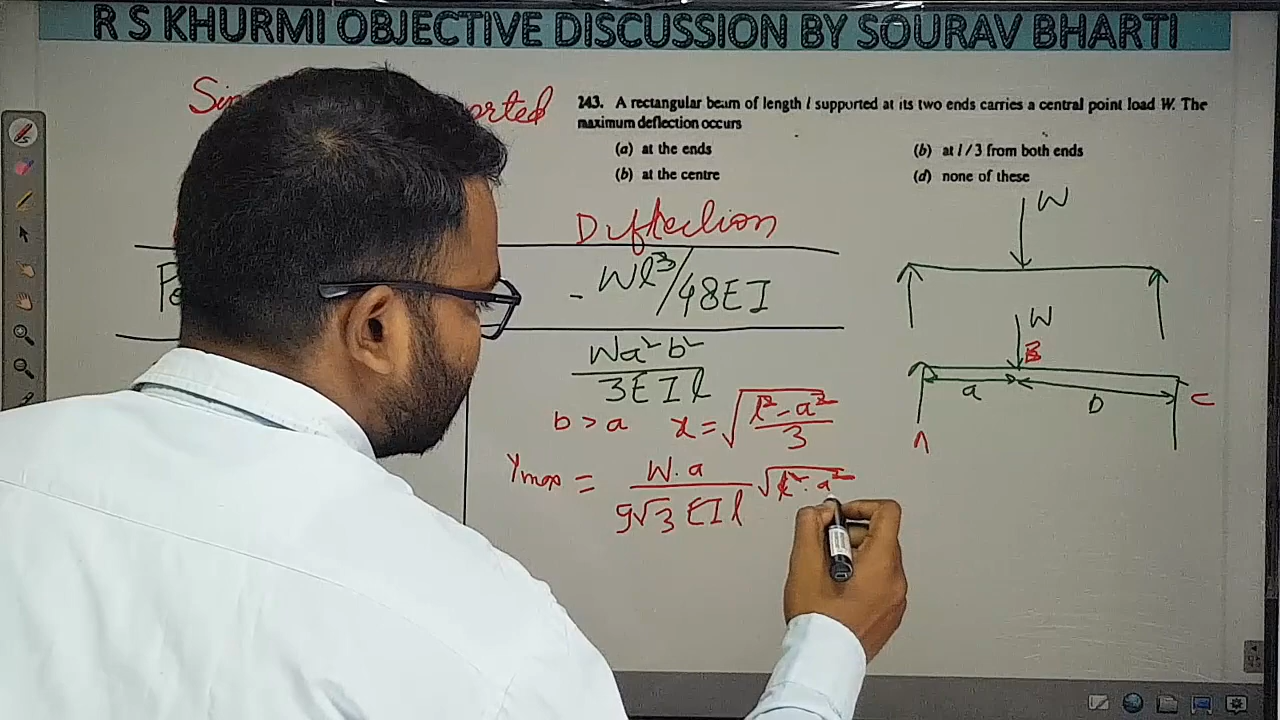 R S KHURMI OBJECTIVE DISCUSSION BY SOURAV BHARTI
243. A rectangular beam of length l supported at its two ends carries a central point load W. The
maximum deflection occurs
(a) at the ends
(b) at l / 3 from both ends
(b) at the centre
(d) none of these
Deflection
W
- Wl³/48EI
W
B
Wa²b²
3EIl
a
b
C
b > a x = √l²-a²
3
A
Ymax = W.a √l²-a²
9√3 EIl